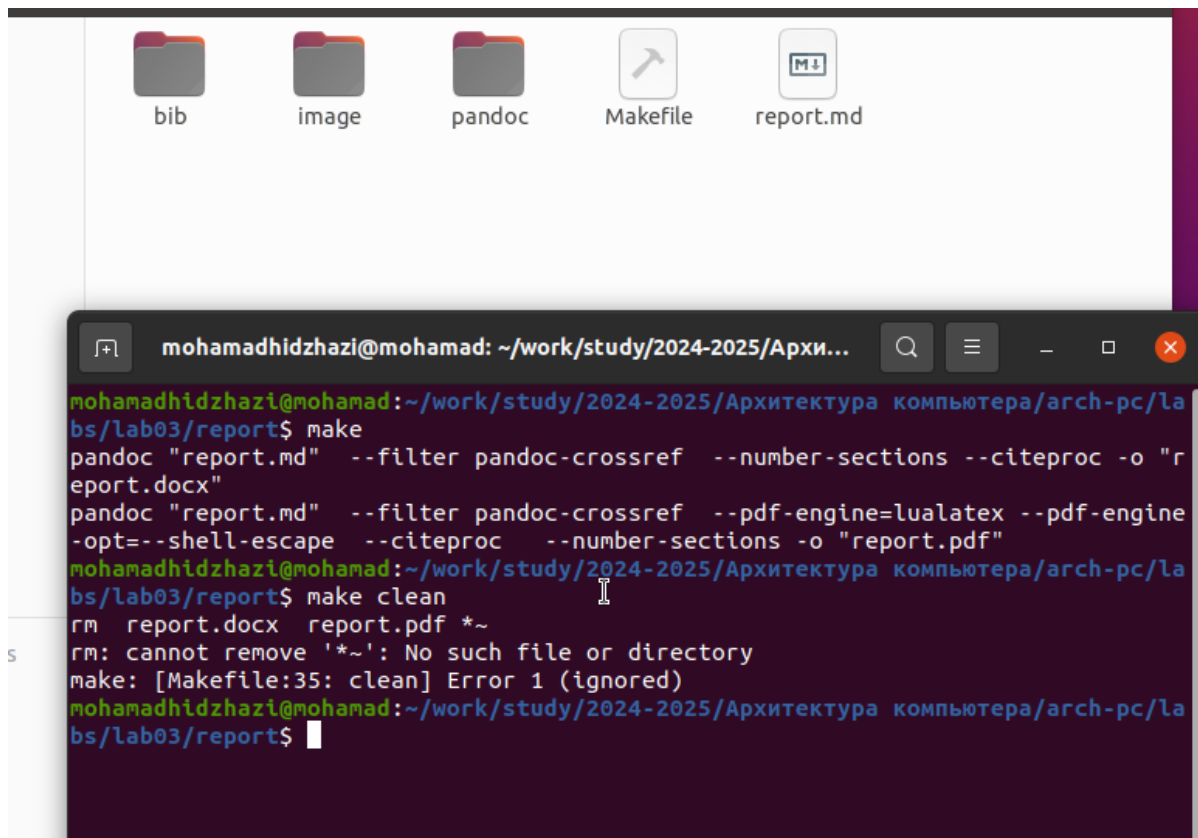 bib image pandoc Makefile report.md
mohamadhidzhazi@mohamad: ~/work/study/2024-2025/Архи...
mohamadhidzhazi@mohamad:~/work/study/2024-2025/Архитектура компьютера/arch-pc/la
bs/lab03/report$ make
pandoc "report.md"  --filter pandoc-crossref  --number-sections --citeproc -o "r
eport.docx"
pandoc "report.md"  --filter pandoc-crossref  --pdf-engine=lualatex --pdf-engine
-opt=--shell-escape  --citeproc   --number-sections -o "report.pdf"
mohamadhidzhazi@mohamad:~/work/study/2024-2025/Архитектура компьютера/arch-pc/la
bs/lab03/report$ make clean
rm  report.docx  report.pdf *~
s
rm: cannot remove '*~': No such file or directory
make: [Makefile:35: clean] Error 1 (ignored)
mohamadhidzhazi@mohamad:~/work/study/2024-2025/Архитектура компьютера/arch-pc/la
bs/lab03/report$